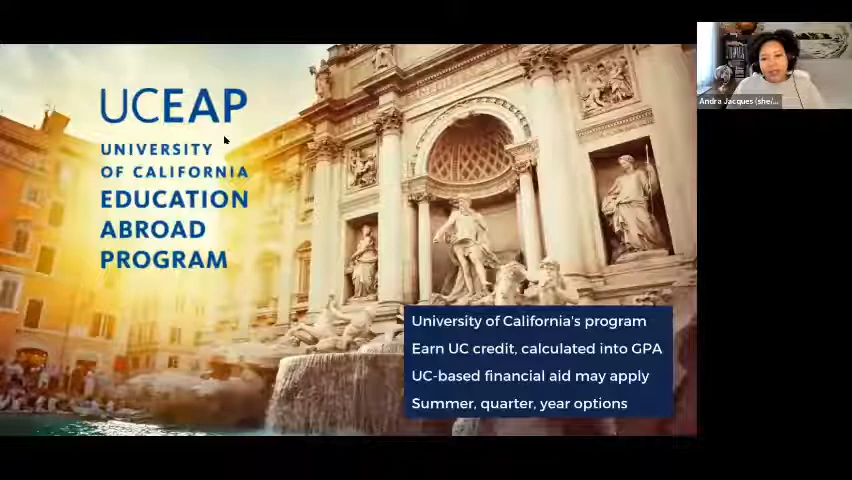 UCEAP
UNIVERSITY
OF CALIFORNIA
EDUCATION
ABROAD
PROGRAM
University of California's program
Earn UC credit, calculated into GPA
UC-based financial aid may apply
Summer, quarter, year options
Andra Jacques (she/...